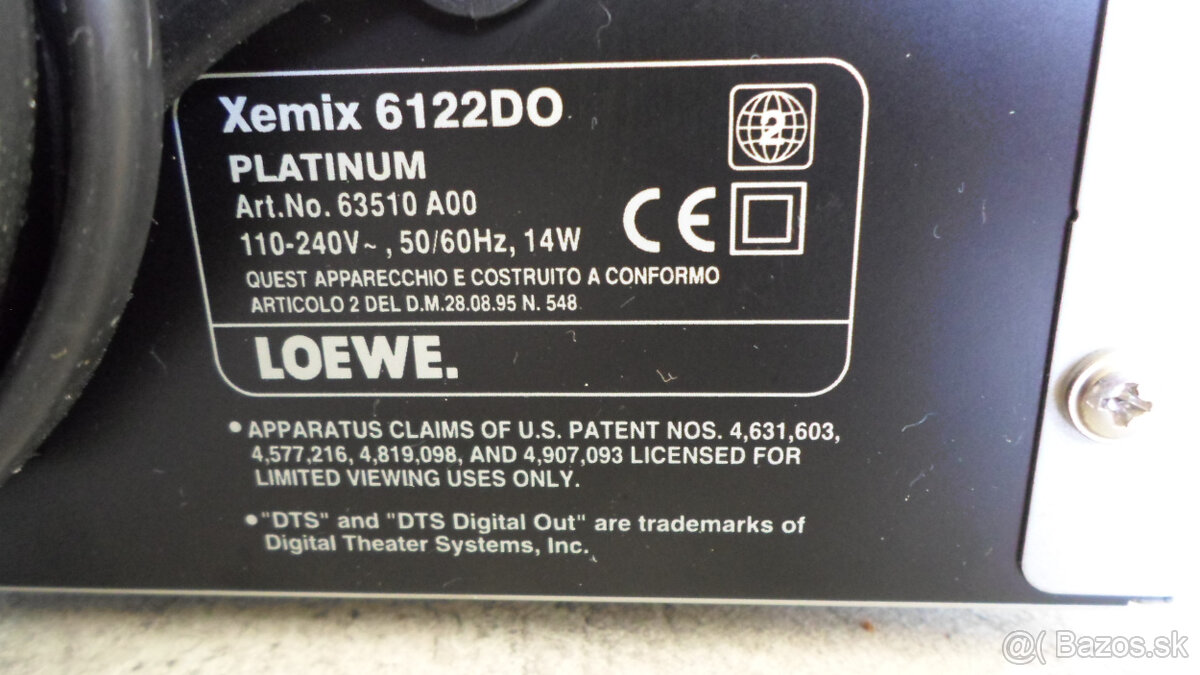 Xemix 6122DO
2
PLATINUM
Art.No. 63510 A00
CE
110-240V~ , 50/60Hz, 14W
QUEST APPARECCHIO E COSTRUITO A CONFORMO
ARTICOLO 2 DEL D.M.28.08.95 N. 548
LOEWE.
• APPARATUS CLAIMS OF U.S. PATENT NOS. 4,631,603,
4,577,216, 4,819,098, AND 4,907,093 LICENSED FOR
LIMITED VIEWING USES ONLY.
• "DTS" and "DTS Digital Out" are trademarks of
Digital Theater Systems, Inc.
@( Bazos.sk